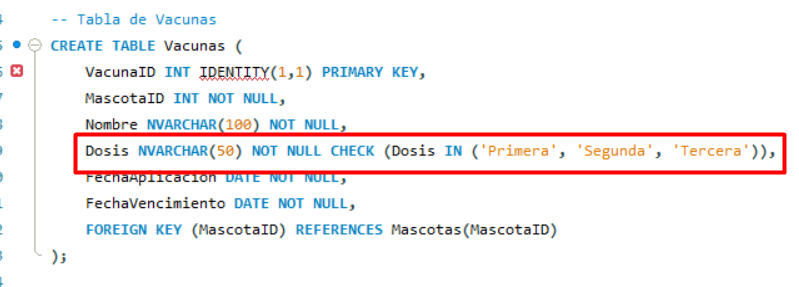 -- Tabla de Vacunas
CREATE TABLE Vacunas (
VacunaID INT IDENTITY(1,1) PRIMARY KEY,
MascotaID INT NOT NULL,
Nombre NVARCHAR(100) NOT NULL,
Dosis NVARCHAR(50) NOT NULL CHECK (Dosis IN ('Primera', 'Segunda', 'Tercera')),
FechaAplicacion DATE NOT NULL,
FechaVencimiento DATE NOT NULL,
FOREIGN KEY (MascotaID) REFERENCES Mascotas(MascotaID)
);